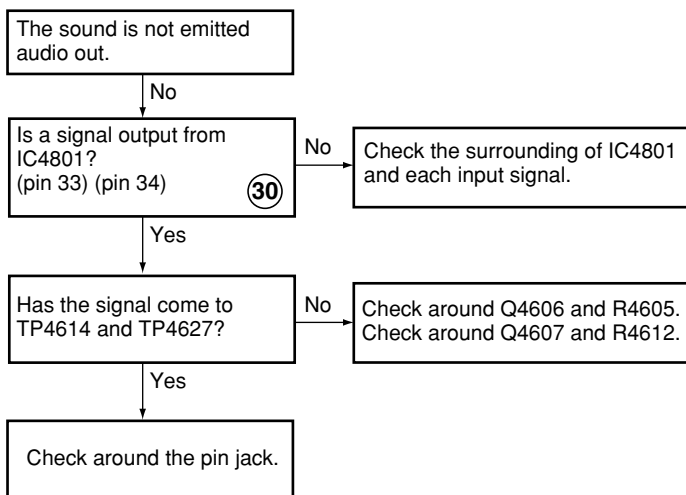 The sound is not emitted
audio out.
No
Is a signal output from
IC4801?
(pin 33) (pin 34)
30
No
Check the surrounding of IC4801
and each input signal.
Yes
Has the signal come to
TP4614 and TP4627?
No
Check around Q4606 and R4605.
Check around Q4607 and R4612.
Yes
Check around the pin jack.